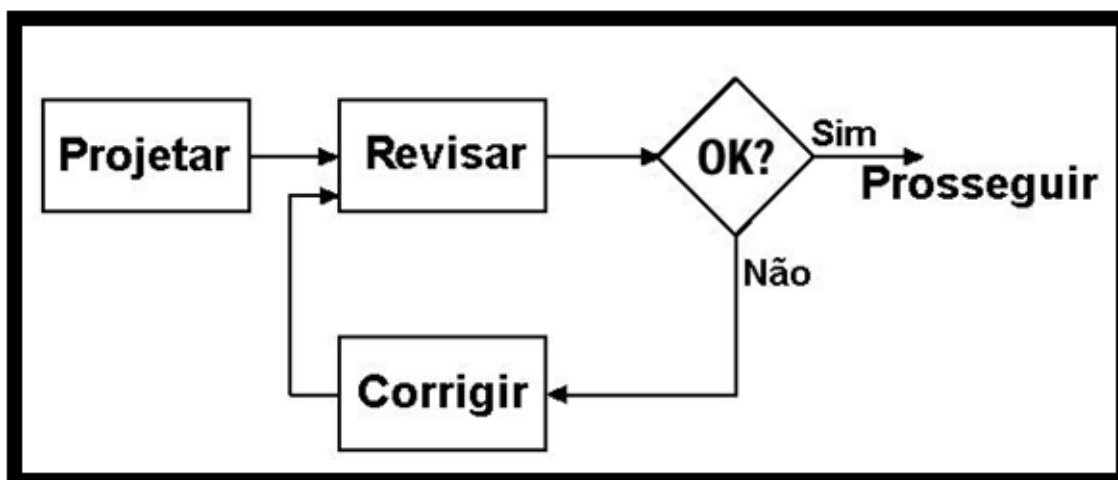 Projetar
Revisar
OK?
Sim
Prosseguir
Não
Corrigir